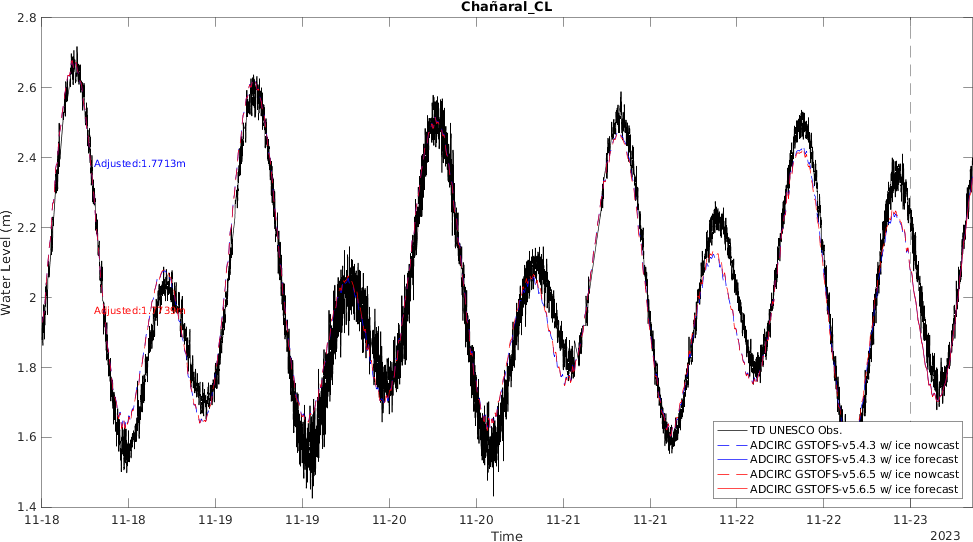 Chañaral_CL
2.8
2.6
2.4
2.2
2
1.8
1.6
1.4
Water Level (m)
Adjusted:1.7713m
TD UNESCO Obs.
ADCIRC GSTOFS-v5.4.3 w/ ice nowcast
ADCIRC GSTOFS-v5.4.3 w/ ice forecast
ADCIRC GSTOFS-v5.6.5 w/ ice nowcast
ADCIRC GSTOFS-v5.6.5 w/ ice forecast
11-18 11-18 11-19 11-19 11-20 11-20 11-21 11-21 11-22 11-22 11-23
Time
2023